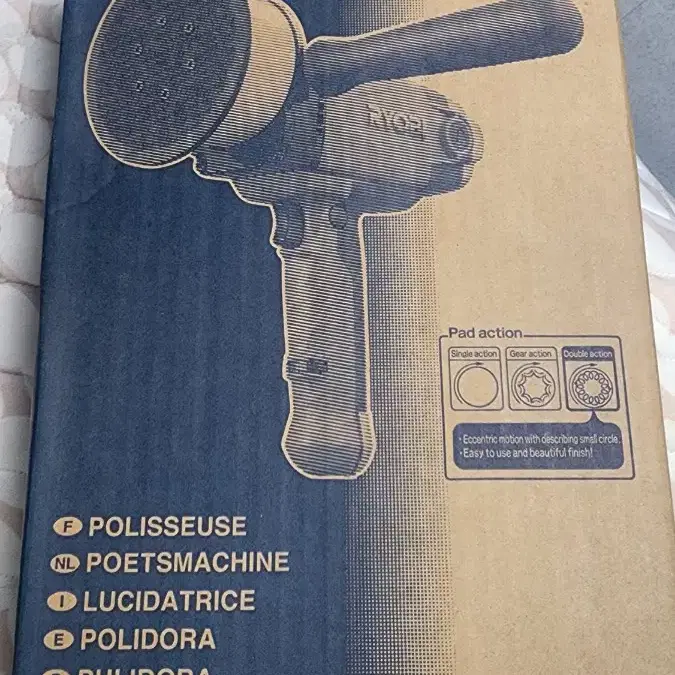 RYOBI
Pad action
Single action
Gear action
Double action
・Eccentric motion with describing small circle.
・Easy to use and beautiful finish!
F POLISSEUSE
NL POETSMACHINE
I LUCIDATRICE
E POLIDORA
PULIDORA